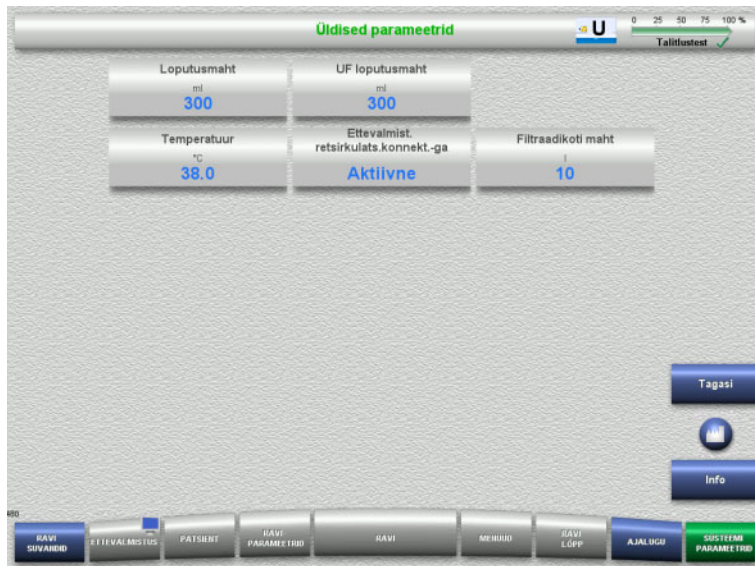 Üldised parameetrid
U
0 25 50 75 100 %
Talitlustest
Loputusmaht
ml
300
UF loputusmaht
ml
300
Temperatuur
°C
38.0
Ettevalmist.
retsirkulats.konnekt.-ga
Aktiivne
Filtraadikoti maht
l
10
Tagasi
Info
480
RAVI
SUVANDID
ETTEVALMISTUS
PATSIENT
RAVI
PARAMEETRID
RAVI
MENÜÜD
RAVI
LÕPP
AJALUGU
SÜSTEEMI
PARAMEETRID